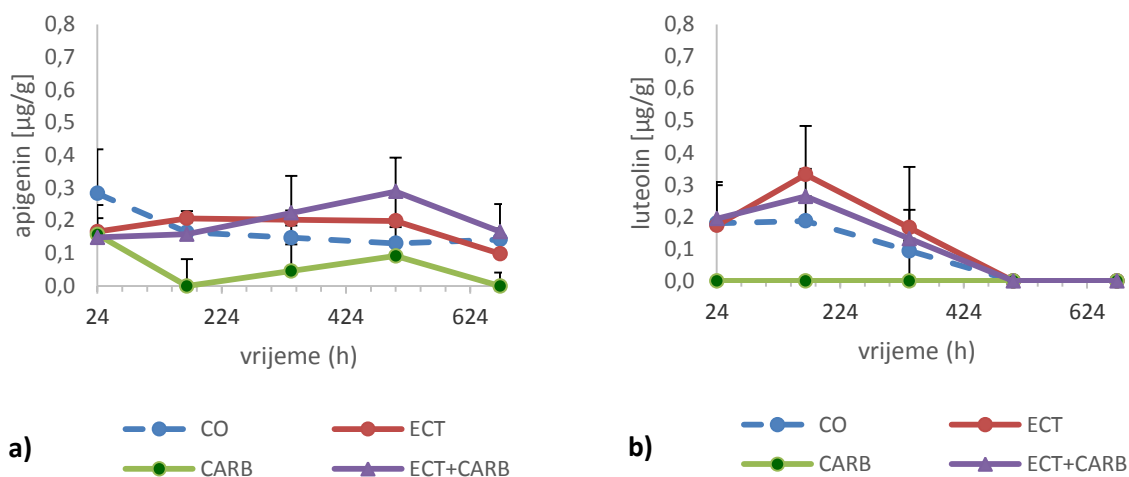 apigenin [µg/g]
0,8
0,7
0,6
0,5
0,4
0,3
0,2
0,1
0,0
24 224 424 624
vrijeme (h)
CO ECT
CARB ECT+CARB
a)
luteolin [µg/g]
0,8
0,7
0,6
0,5
0,4
0,3
0,2
0,1
0,0
24 224 424 624
vrijeme (h)
CO ECT
CARB ECT+CARB
b)